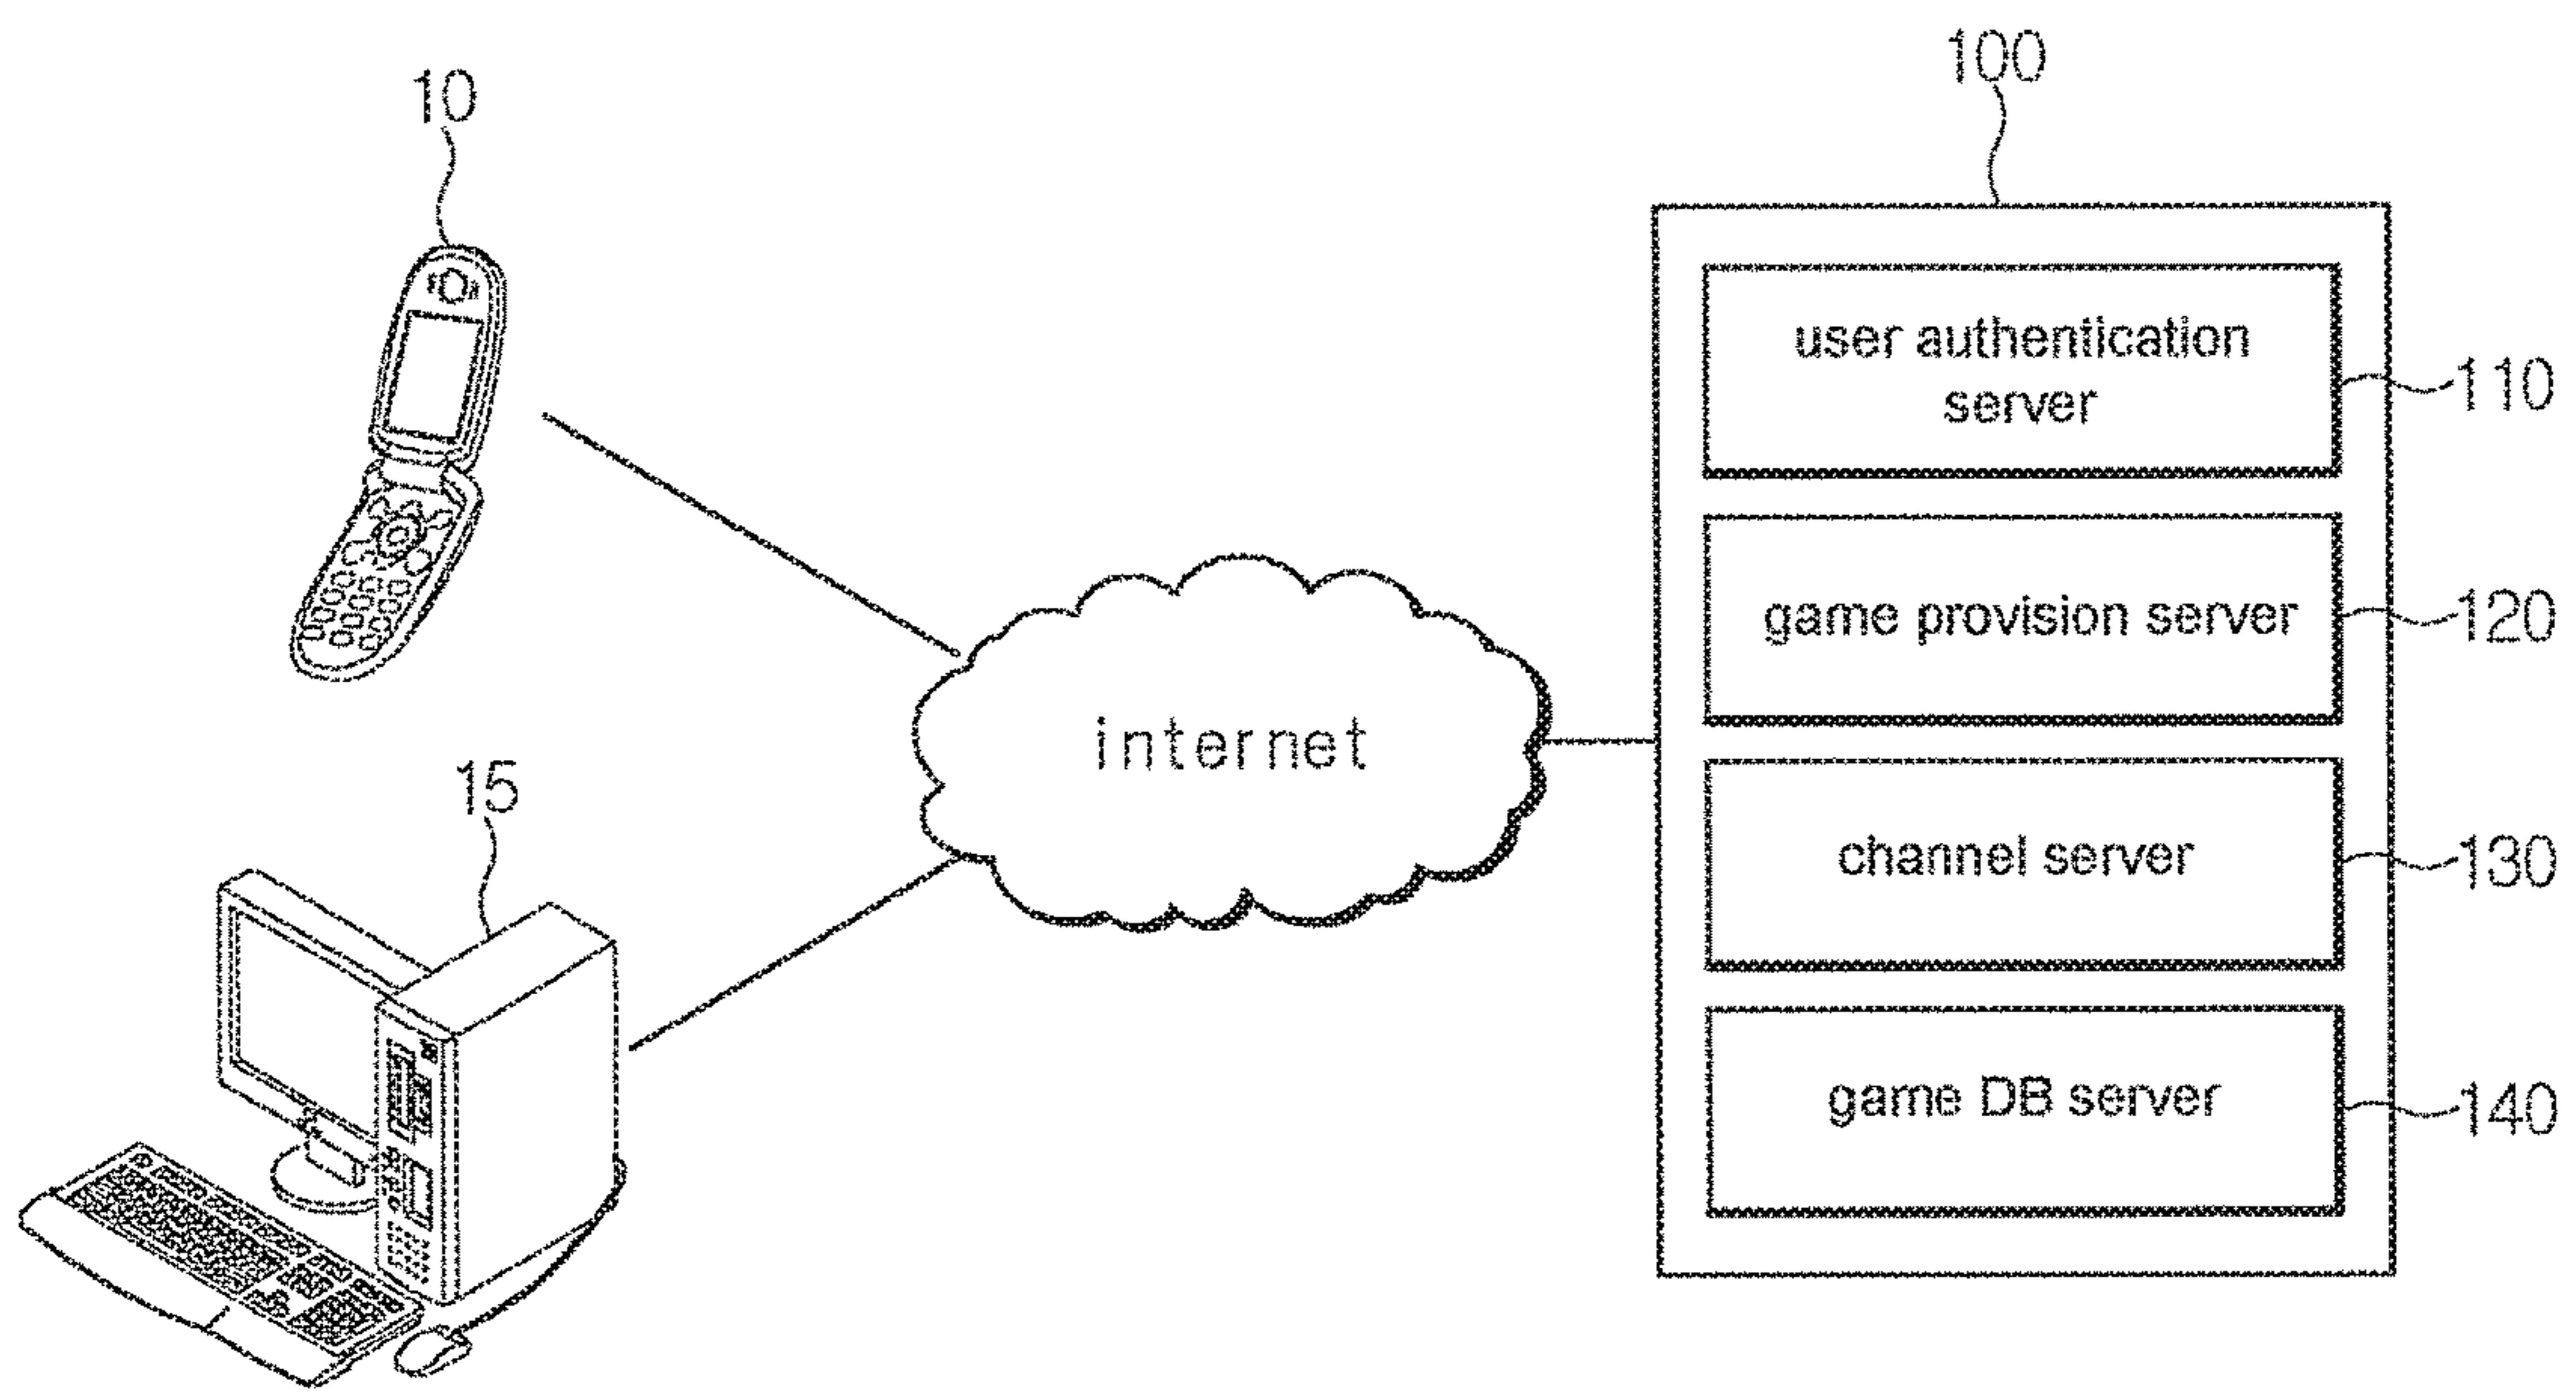 10
100
user authentication
server
110
game provision server
120
internet
15
channel server
130
game DB server
140